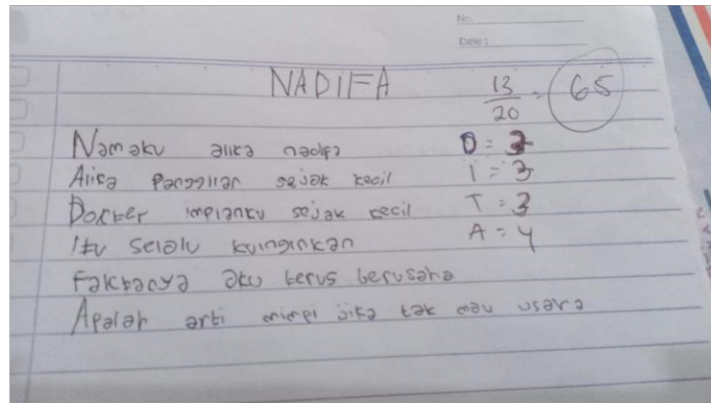 No.
Date:
NADIFA
13/20 = 65
Namaku alika nadifa
D = 3
Alika Panggilan sejak kecil
i = 3
Dokter impianku sejak kecil
T = 3
Itu selalu kuinginkan
A = 4
Faktanya aku terus berusaha
Apalah arti mimpi jika tak mau usaha